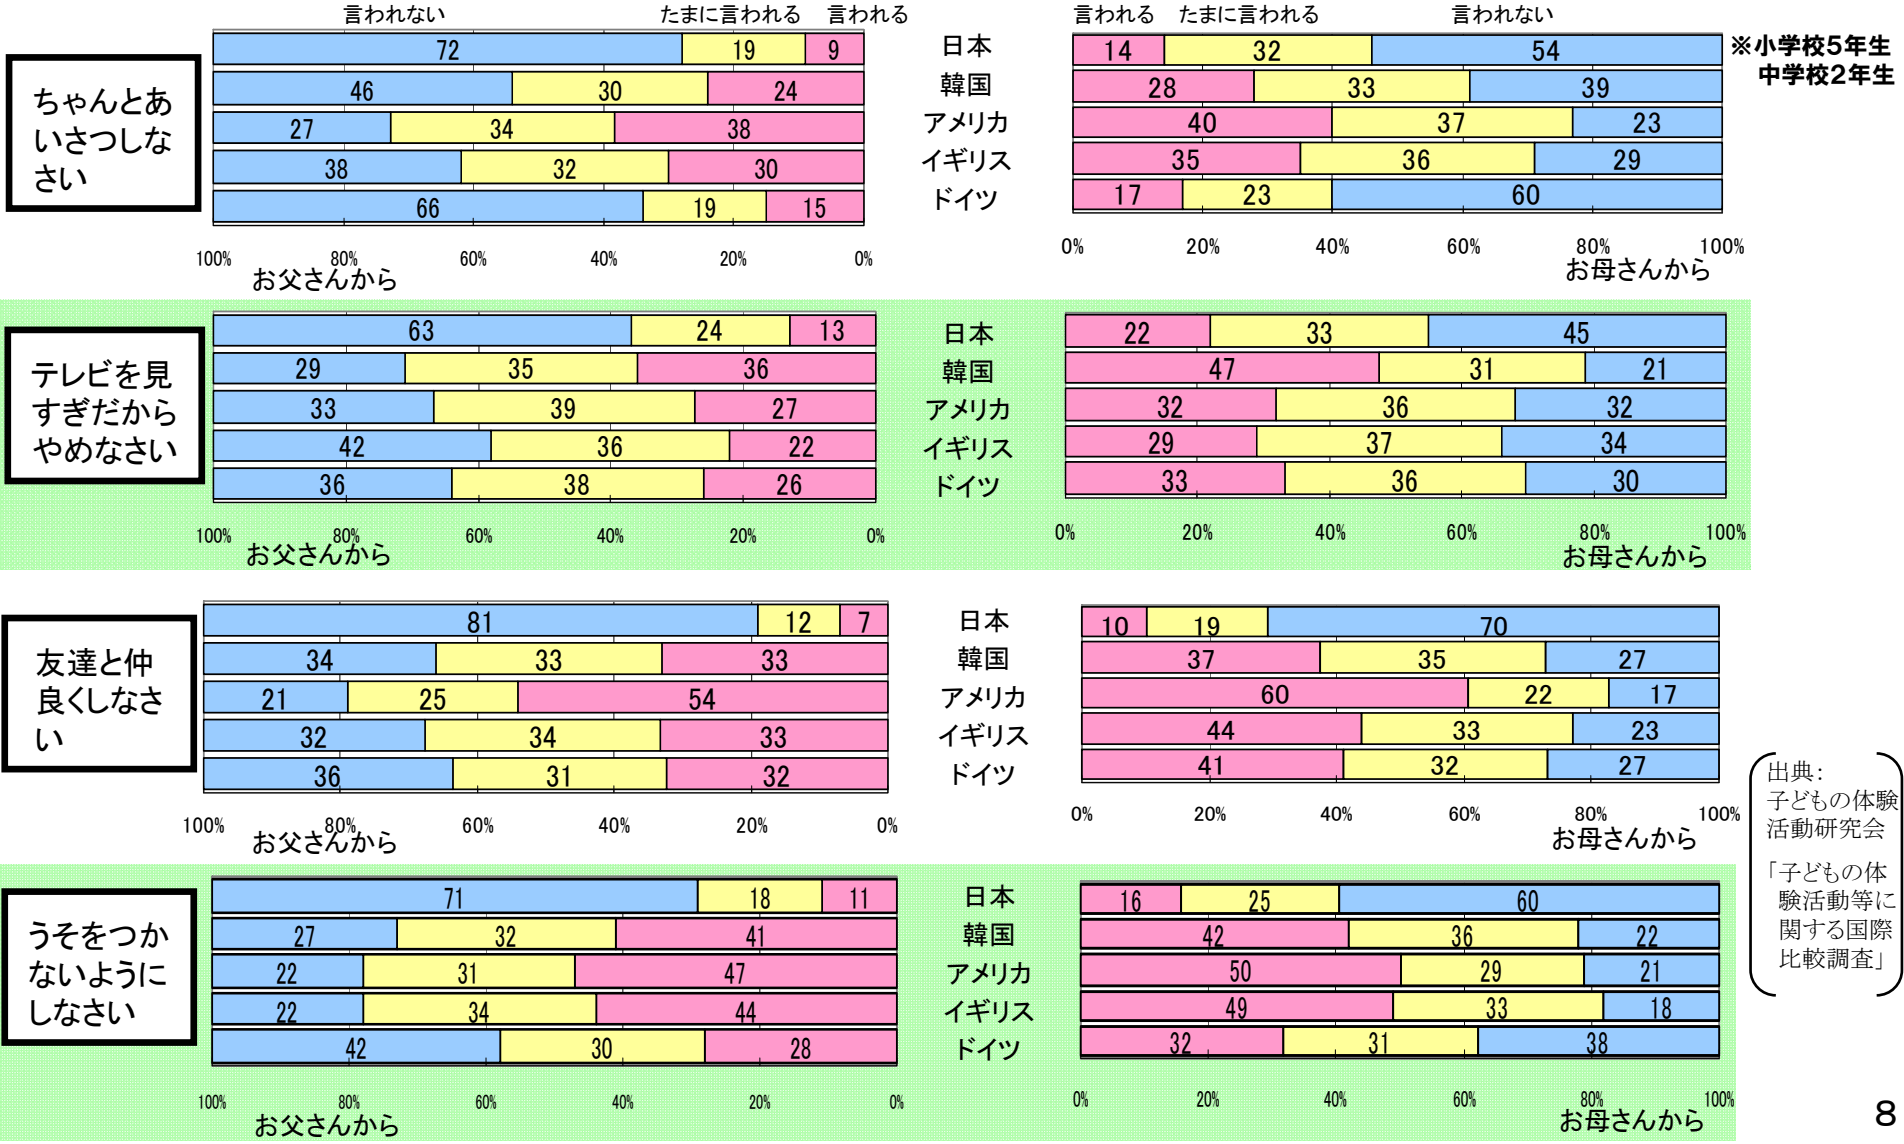 言われない たまに言われる 言われる 言われる たまに言われる 言われない
ちゃんとあ
いさつしな
さい
72 19 9 日本 14 32 54
46 30 24 韓国 28 33 39
27 34 38 アメリカ 40 37 23
38 32 30 イギリス 35 36 29
66 19 15 ドイツ 17 23 60
※小学校5年生
中学校2年生
100% 80% 60% 40% 20% 0% 0% 20% 40% 60% 80% 100%
お父さんから お母さんから
テレビを見
すぎだから
やめなさい
63 24 13 日本 22 33 45
29 35 36 韓国 47 31 21
33 39 27 アメリカ 32 36 32
42 36 22 イギリス 29 37 34
36 38 26 ドイツ 33 36 30
100% 80% 60% 40% 20% 0% 0% 20% 40% 60% 80% 100%
お父さんから お母さんから
友達と仲
良くしなさ
い
81 12 7 日本 10 19 70
34 33 33 韓国 37 35 27
21 25 54 アメリカ 60 22 17
32 34 33 イギリス 44 33 23
36 31 32 ドイツ 41 32 27
100% 80% 60% 40% 20% 0% 0% 20% 40% 60% 80% 100%
お父さんから お母さんから
うそをつか
ないように
しなさい
71 18 11 日本 16 25 60
27 32 41 韓国 42 36 22
22 31 47 アメリカ 50 29 21
22 34 44 イギリス 49 33 18
42 30 28 ドイツ 32 31 38
100% 80% 60% 40% 20% 0% 0% 20% 40% 60% 80% 100%
お父さんから お母さんから
出典：
子どもの体験
活動研究会
「子どもの体
験活動等に
関する国際
比較調査」
8